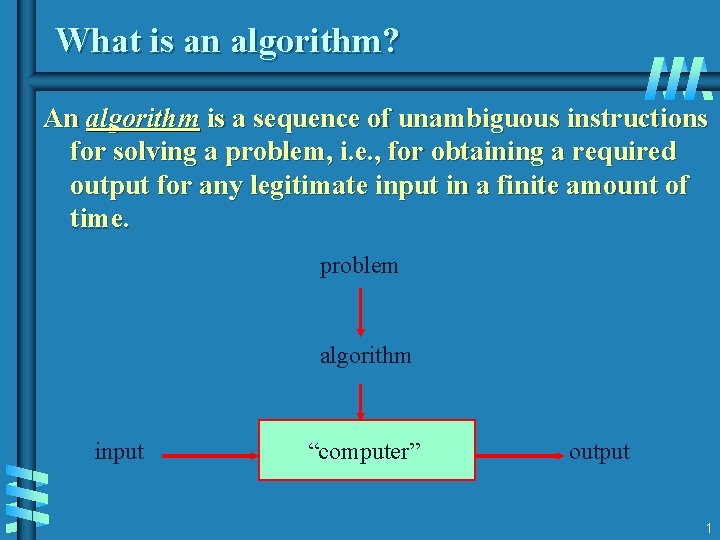 What is an algorithm?
An algorithm is a sequence of unambiguous instructions
for solving a problem, i.e. , for obtaining a required
output for any legitimate input in a finite amount of
time.
problem
algorithm
input “computer” output
1